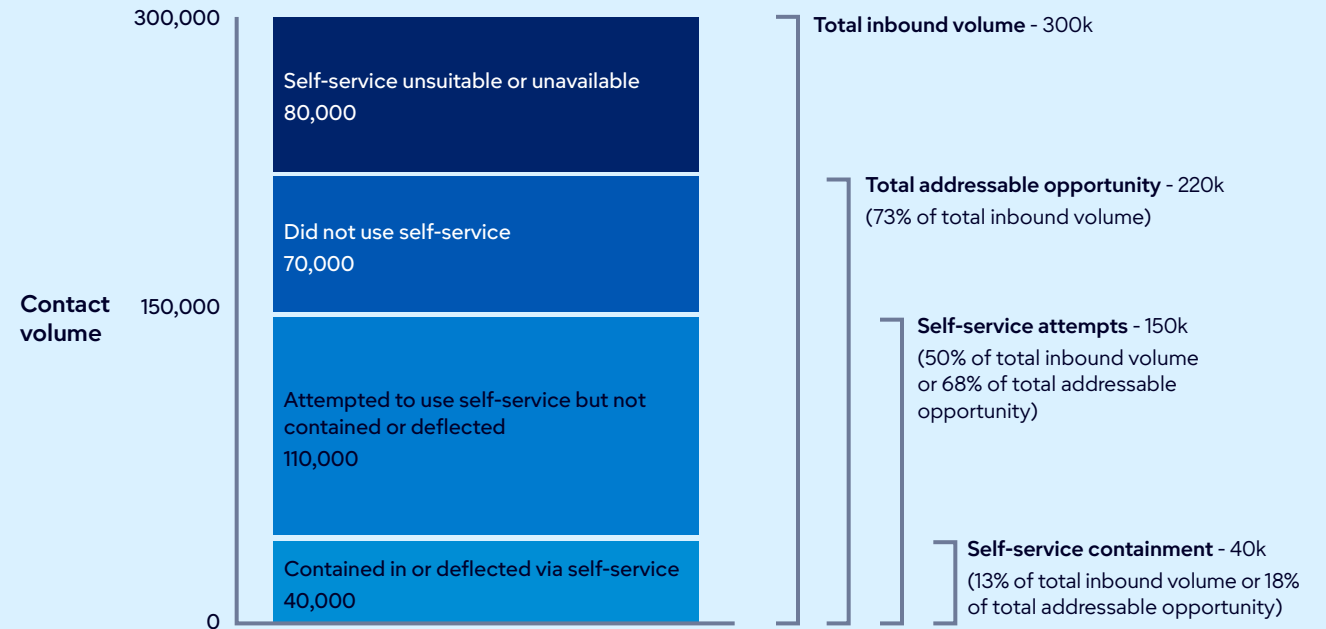 300,000
Total inbound volume - 300k
Self-service unsuitable or unavailable
80,000
Total addressable opportunity - 220k
(73% of total inbound volume)
Did not use self-service
70,000
Contact
volume
150,000
Self-service attempts - 150k
(50% of total inbound volume
or 68% of total addressable
opportunity)
Attempted to use self-service but not
contained or deflected
110,000
Self-service containment - 40k
(13% of total inbound volume or 18%
of total addressable opportunity)
Contained in or deflected via self-service
40,000
0